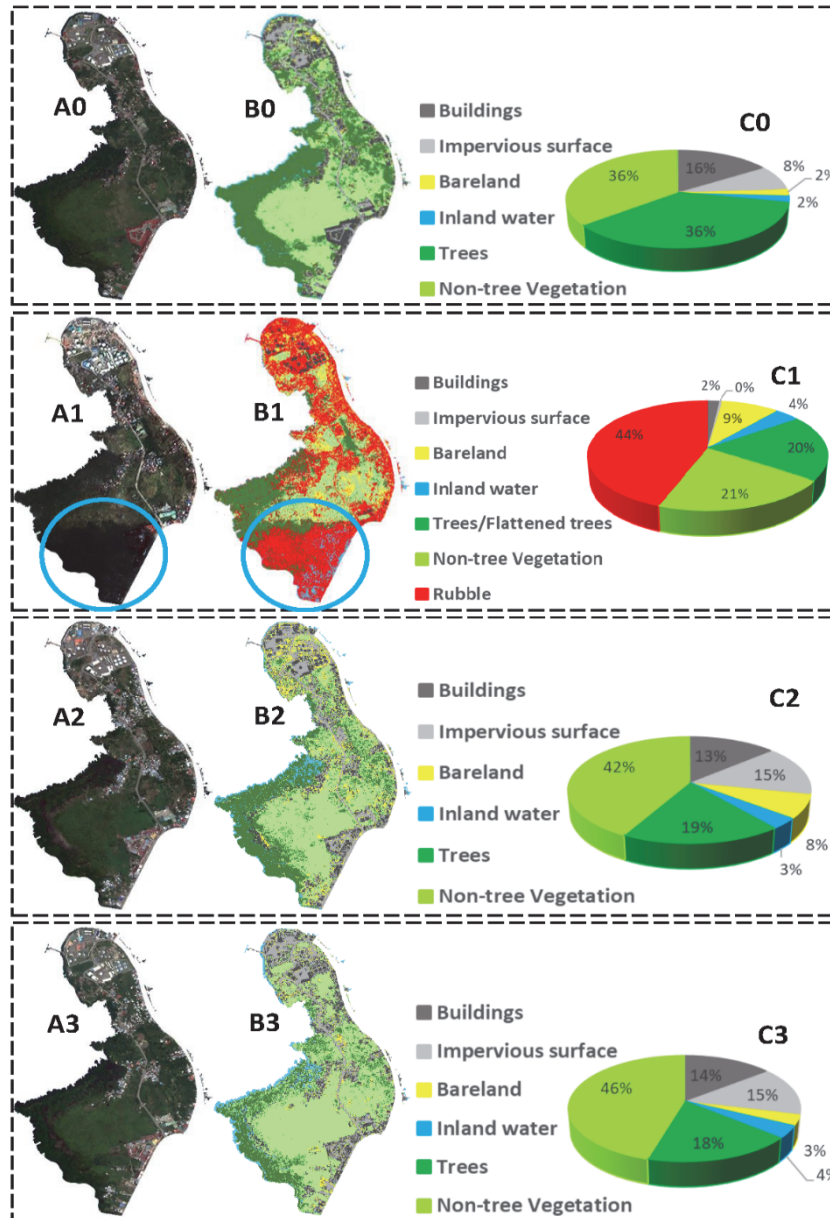 A0
B0
Buildings
Impervious surface
Bareland
Inland water
Trees
Non-tree Vegetation
C0
36%
16%
8%
2%
2%
36%
A1
B1
Buildings
Impervious surface
Bareland
Inland water
Trees/Flattened trees
Non-tree Vegetation
Rubble
C1
2%
0%
4%
9%
44%
20%
21%
A2
B2
Buildings
Impervious surface
Bareland
Inland water
Trees
Non-tree Vegetation
C2
13%
42%
15%
19%
8%
3%
A3
B3
Buildings
Impervious surface
Bareland
Inland water
Trees
Non-tree Vegetation
C3
14%
46%
15%
18%
3%
4%